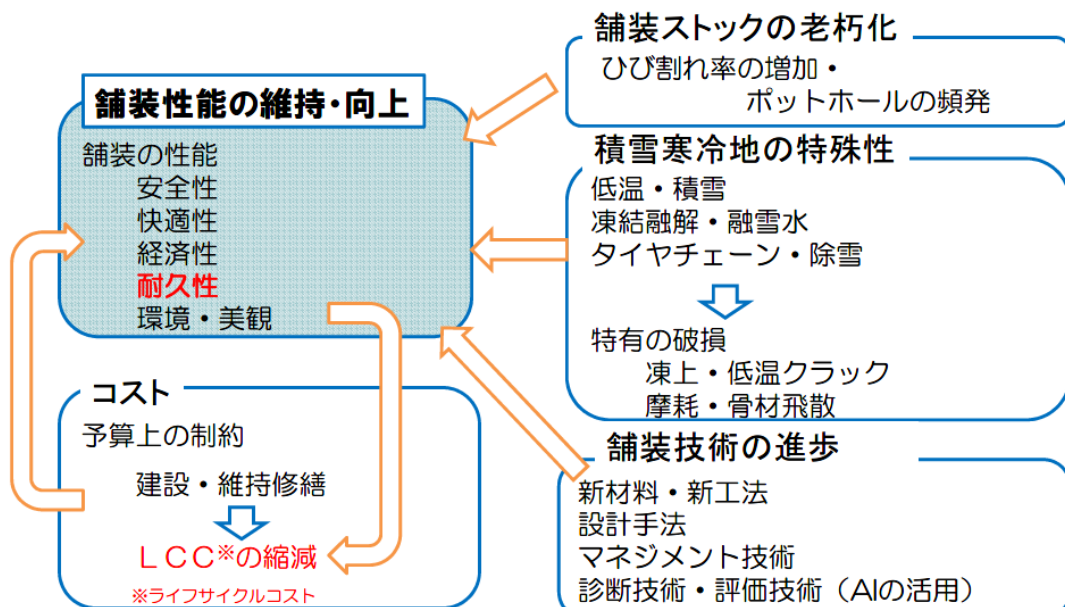 舗装性能の維持・向上
舗装の性能
安全性
快適性
経済性
耐久性
環境・美観
コスト
予算上の制約
建設・維持修繕
ＬＣＣ※の縮減
※ライフサイクルコスト
舗装ストックの老朽化
ひび割れ率の増加・
ポットホールの頻発
積雪寒冷地の特殊性
低温・積雪
凍結融解・融雪水
タイヤチェーン・除雪
特有の破損
凍上・低温クラック
摩耗・骨材飛散
舗装技術の進歩
新材料・新工法
設計手法
マネジメント技術
診断技術・評価技術（AIの活用）